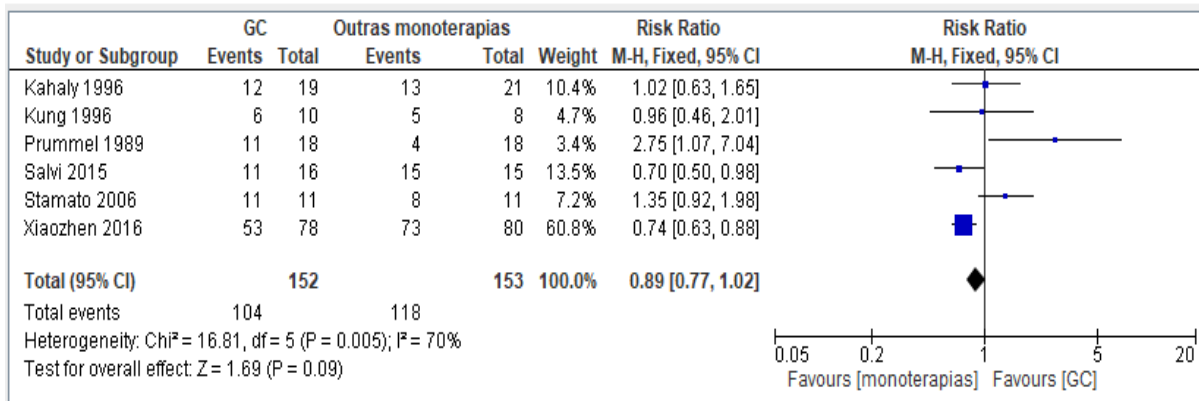 GC Outras monoterapias Risk Ratio Risk Ratio
Study or Subgroup Events Total Events Total Weight M-H, Fixed, 95% CI M-H, Fixed, 95% CI
Kahaly 1996 12 19 13 21 10.4% 1.02 [0.63, 1.65]
Kung 1996 6 10 5 8 4.7% 0.96 [0.46, 2.01]
Prummel 1989 11 18 4 18 3.4% 2.75 [1.07, 7.04]
Salvi 2015 11 16 15 15 13.5% 0.70 [0.50, 0.98]
Stamato 2006 11 11 8 11 7.2% 1.35 [0.92, 1.98]
Xiaozhen 2016 53 78 73 80 60.8% 0.74 [0.63, 0.88]
Total (95% CI) 152 153 100.0% 0.89 [0.77, 1.02]
Total events 104 118
Heterogeneity: Chi² = 16.81, df = 5 (P = 0.005); I² = 70%
Test for overall effect: Z = 1.69 (P = 0.09)
0.05 0.2 1 5 20
Favours [monoterapias] Favours [GC]